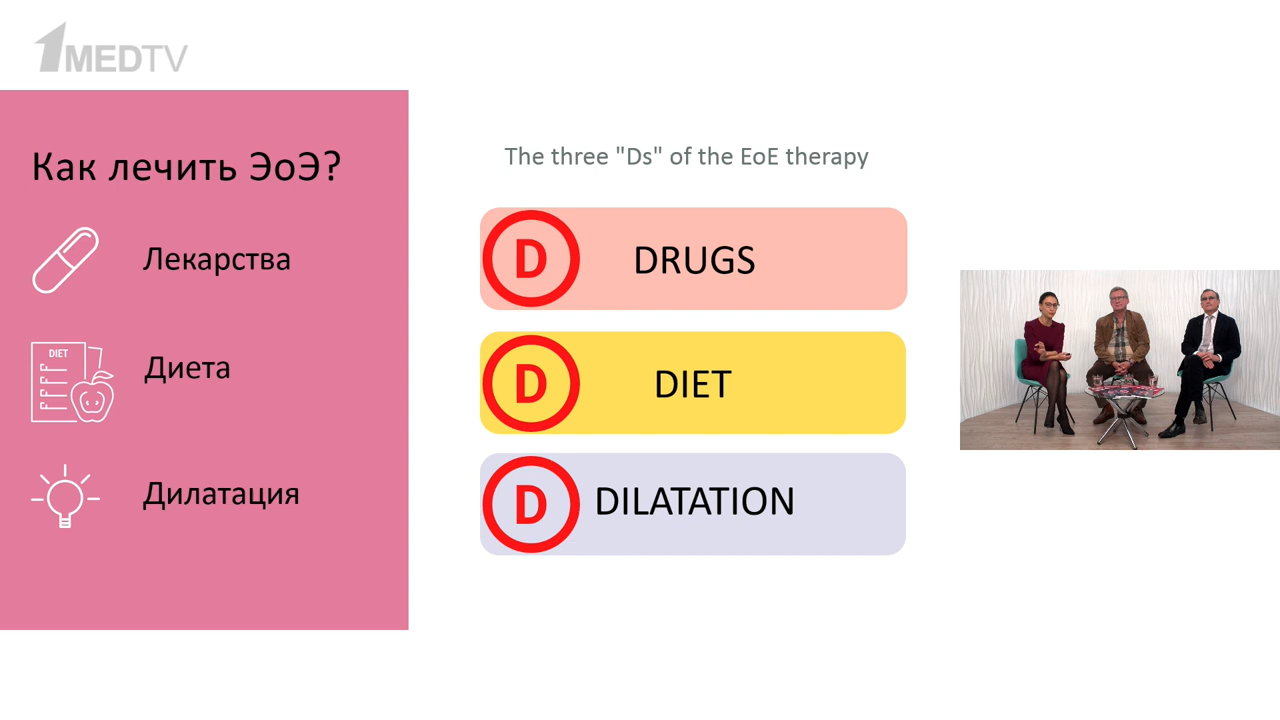 1MEDTV
Как лечить ЭоЭ?
Лекарства
DIET
Диета
Дилатация
The three "Ds" of the EoE therapy
D DRUGS
D DIET
D DILATATION